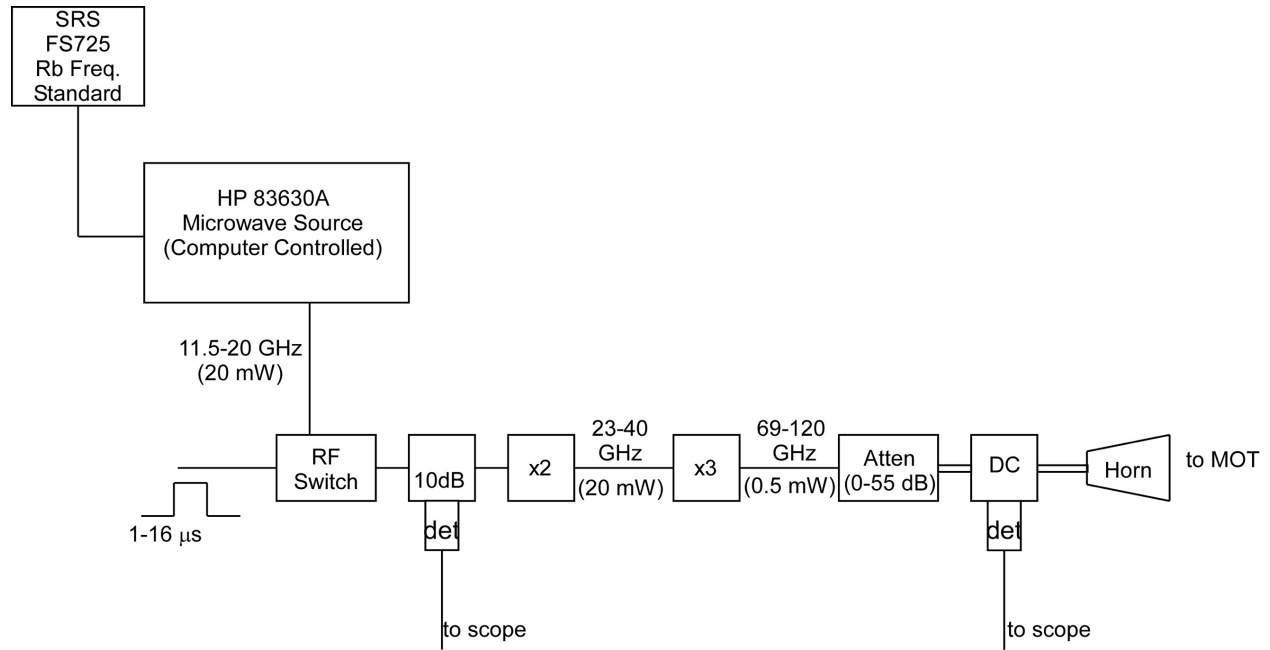 SRS
FS725
Rb Freq.
Standard
HP 83630A
Microwave Source
(Computer Controlled)
11.5-20 GHz
(20 mW)
RF
Switch
1-16 μs
10dB
det
to scope
x2
23-40
GHz
(20 mW)
x3
69-120
GHz
(0.5 mW)
Atten
(0-55 dB)
DC
det
to scope
Horn
to MOT